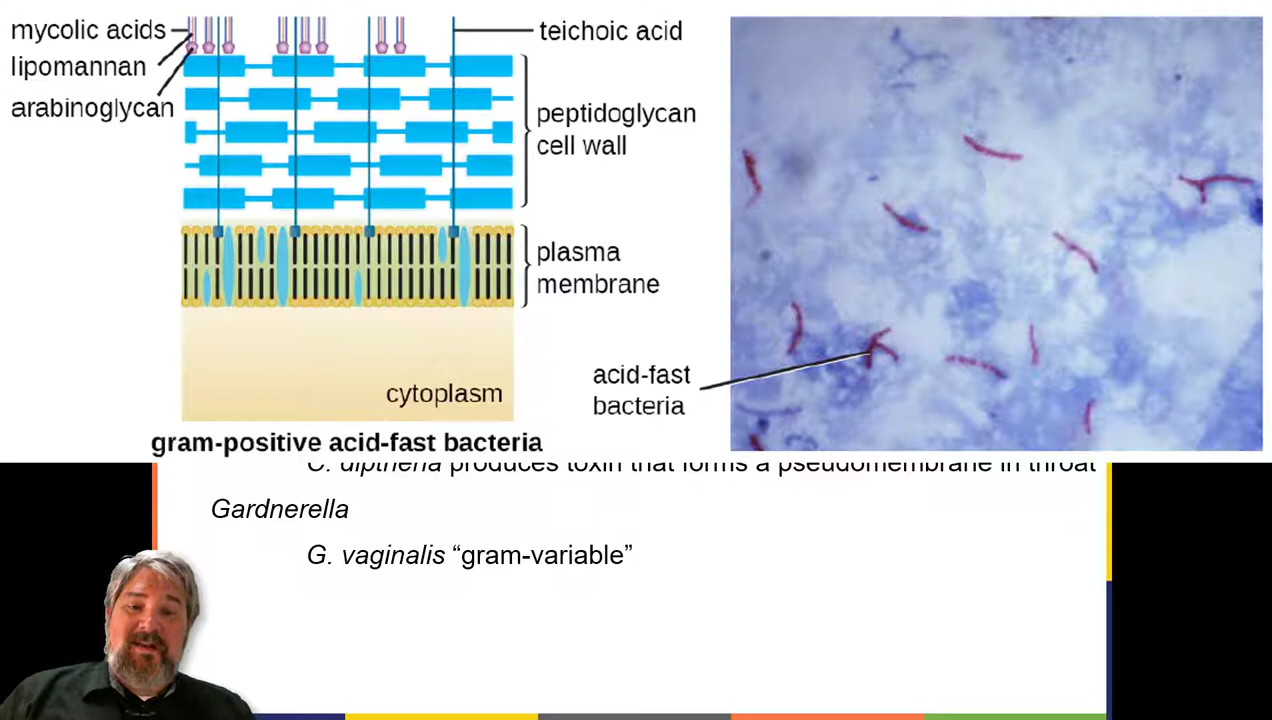 mycolic acids
lipomannan
arabinoglycan
teichoic acid
peptidoglycan
cell wall
plasma
membrane
cytoplasm
gram-positive acid-fast bacteria
acid-fast
bacteria
C. diptheria produces toxin that forms a pseudomembrane in throat
Gardnerella
G. vaginalis “gram-variable”